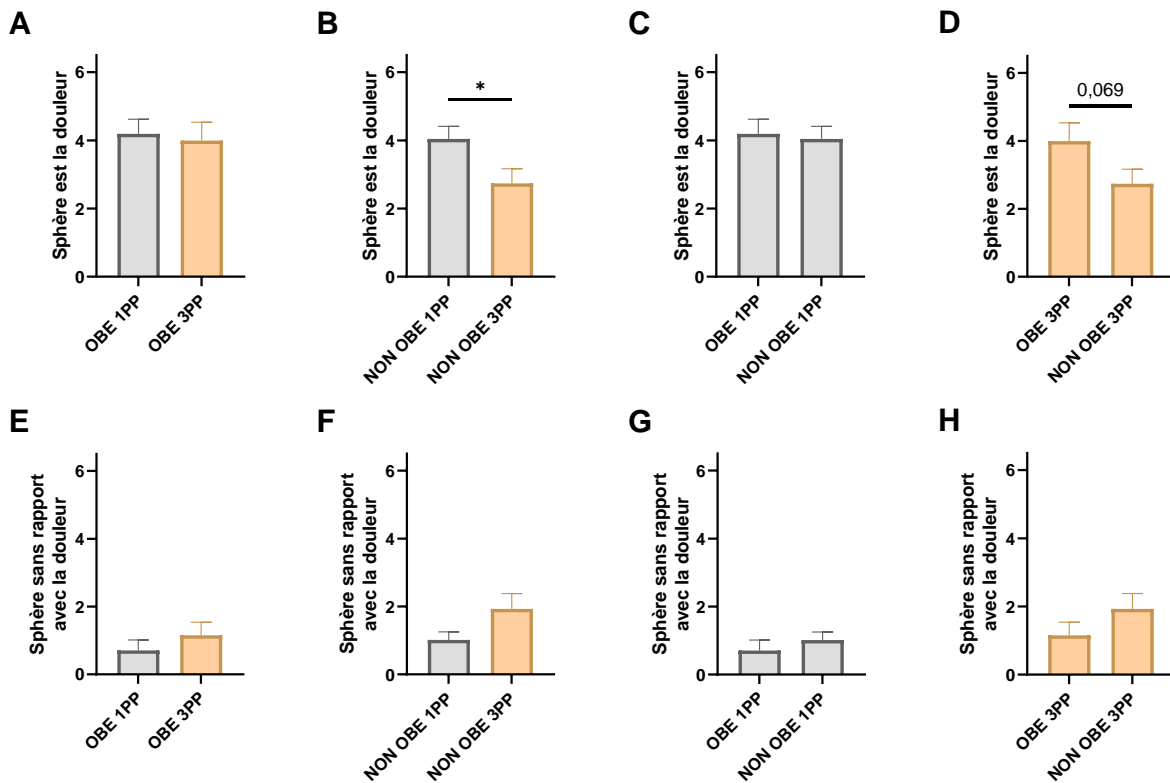 A
B
C
D
Sphère est la douleur
6
4
2
0
OBE 1PP
OBE 3PP
Sphère est la douleur
6
4
2
0
*
NON OBE 1PP
NON OBE 3PP
Sphère est la douleur
6
4
2
0
OBE 1PP
NON OBE 1PP
Sphère est la douleur
6
4
2
0
0,069
OBE 3PP
NON OBE 3PP
E
F
G
H
Sphère sans rapport
avec la douleur
6
4
2
0
OBE 1PP
OBE 3PP
Sphère sans rapport
avec la douleur
6
4
2
0
NON OBE 1PP
NON OBE 3PP
Sphère sans rapport
avec la douleur
6
4
2
0
OBE 1PP
NON OBE 1PP
Sphère sans rapport
avec la douleur
6
4
2
0
OBE 3PP
NON OBE 3PP